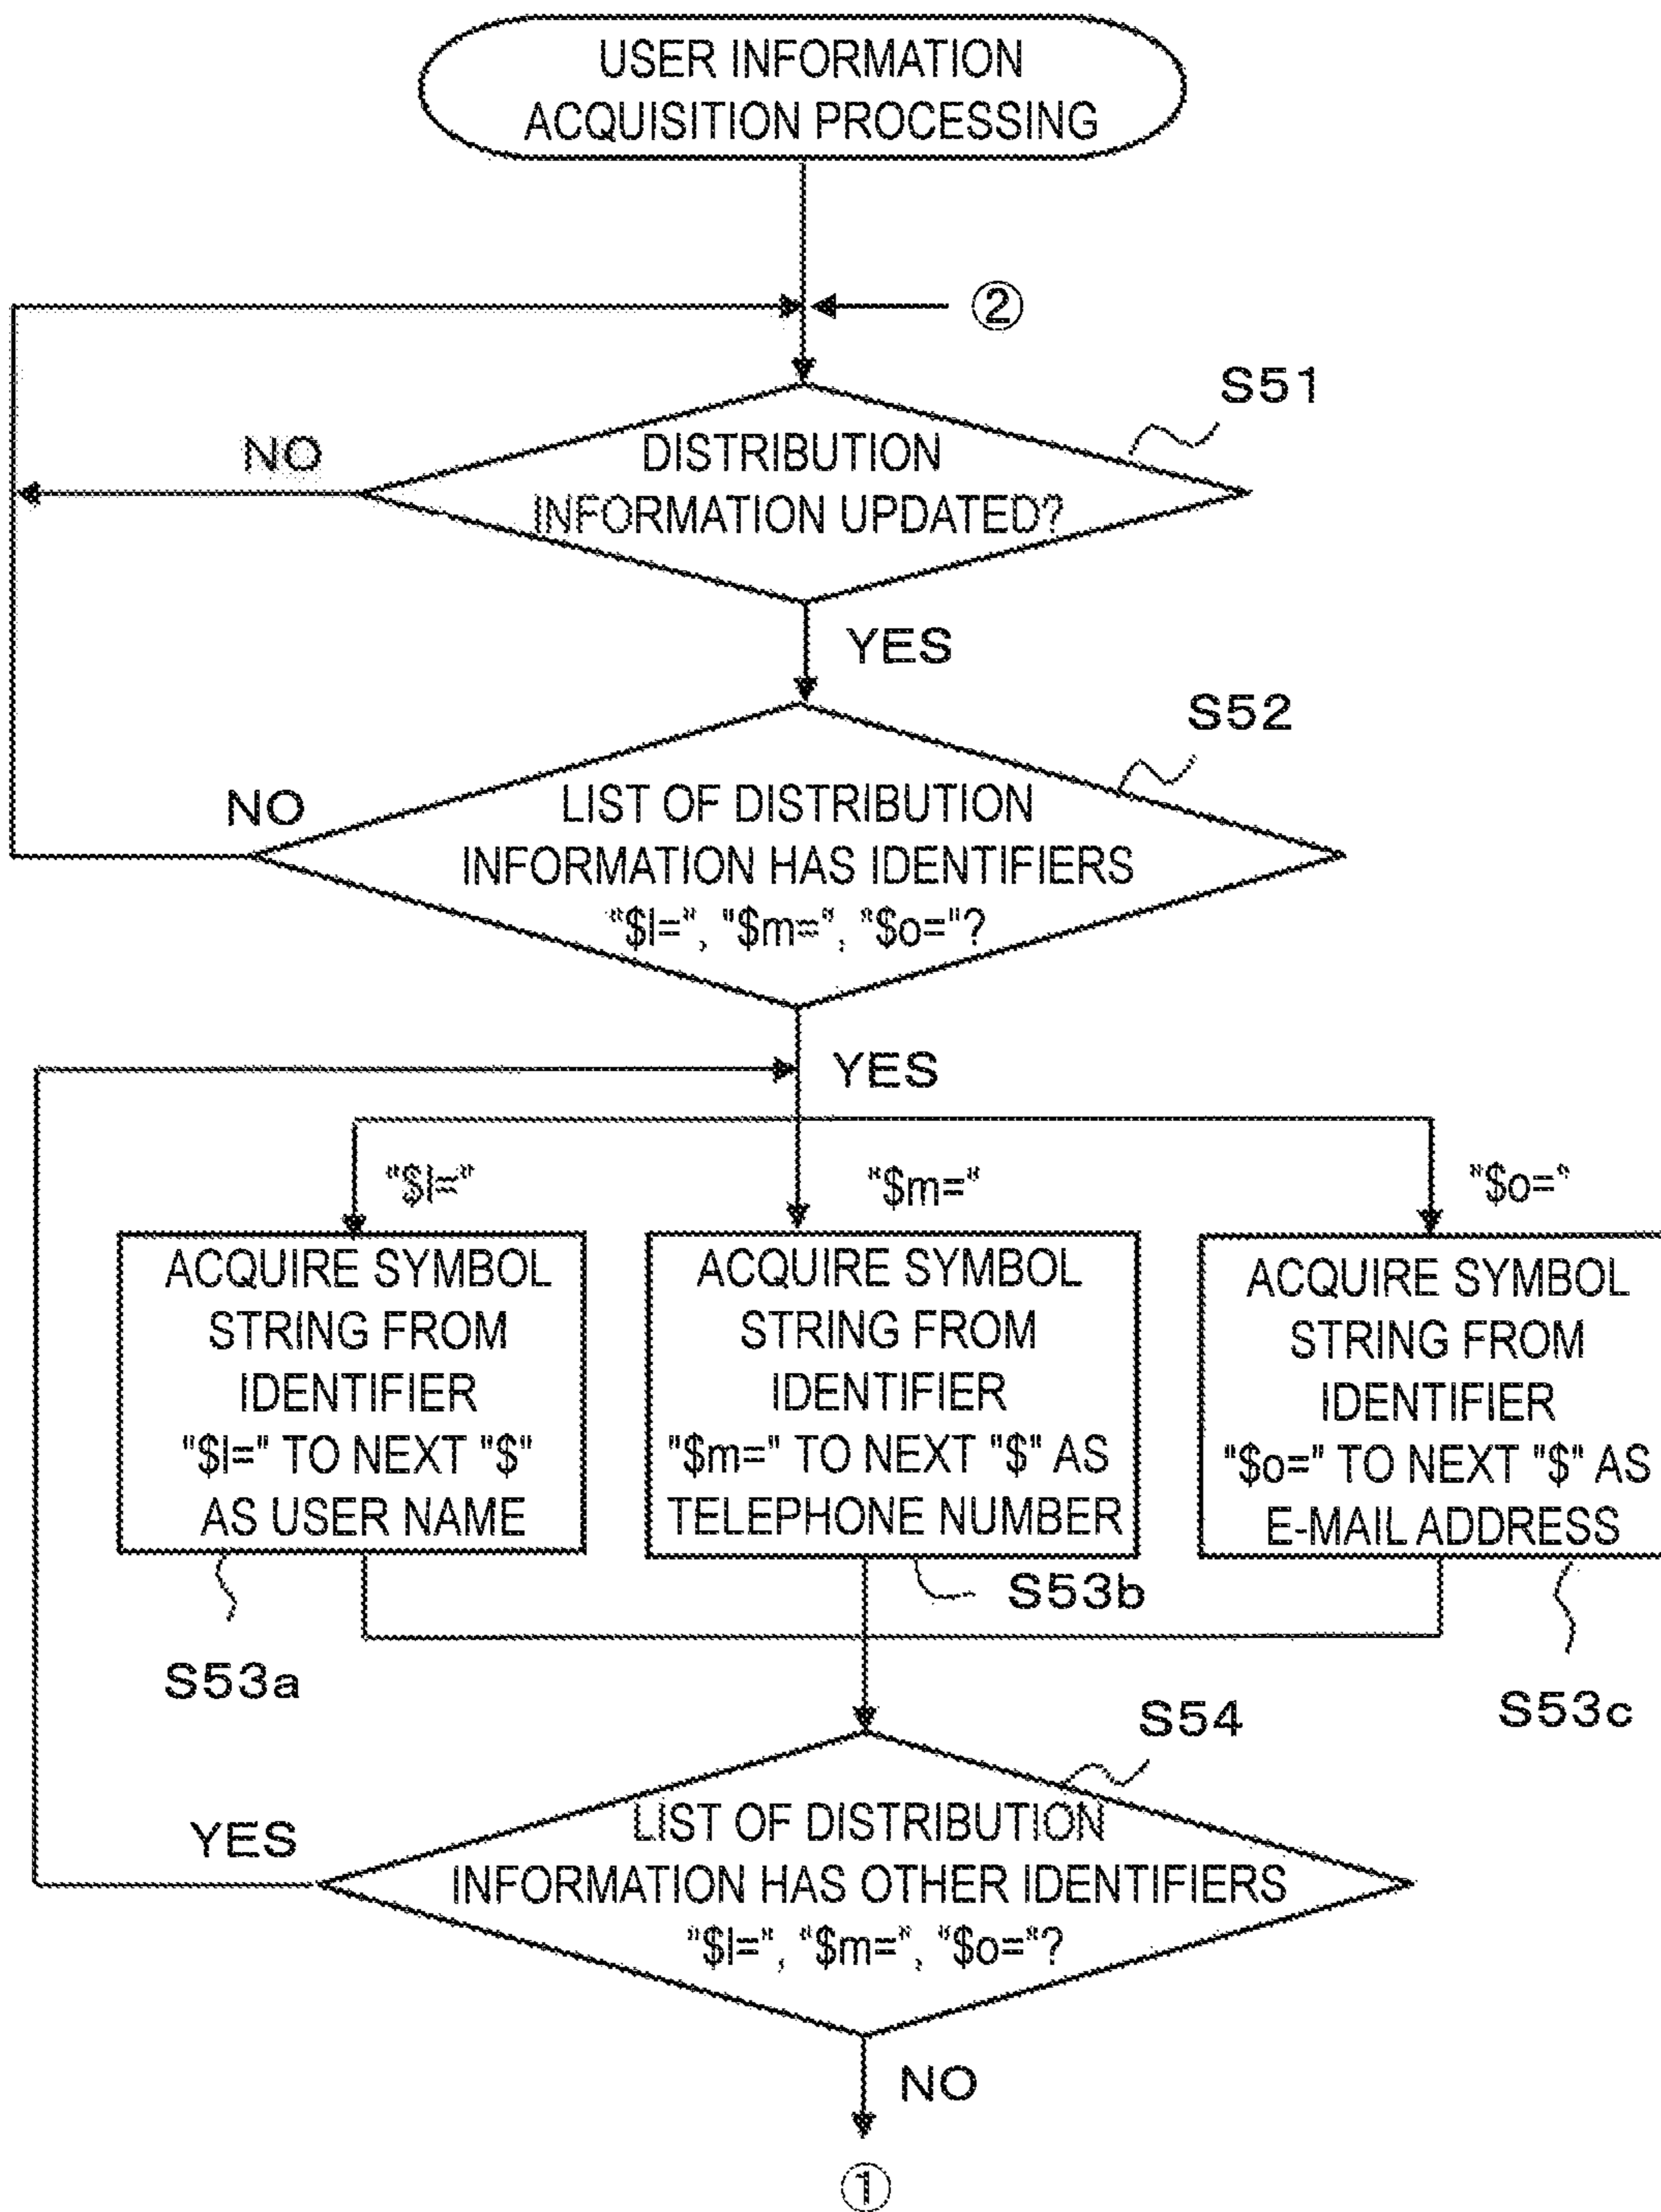 USER INFORMATION
ACQUISITION PROCESSING
②
S51
NO
DISTRIBUTION
INFORMATION UPDATED?
YES
S52
NO
LIST OF DISTRIBUTION
INFORMATION HAS IDENTIFIERS
"$l=", "$m=", "$o="?
YES
"$l="
"$m="
"$o="
ACQUIRE SYMBOL
STRING FROM
IDENTIFIER
"$l=" TO NEXT "$"
AS USER NAME
ACQUIRE SYMBOL
STRING FROM
IDENTIFIER
"$m=" TO NEXT "$" AS
TELEPHONE NUMBER
ACQUIRE SYMBOL
STRING FROM
IDENTIFIER
"$o=" TO NEXT "$" AS
E-MAIL ADDRESS
S53a
S53b
S53c
S54
YES
LIST OF DISTRIBUTION
INFORMATION HAS OTHER IDENTIFIERS
"$l=", "$m=", "$o="?
NO
①